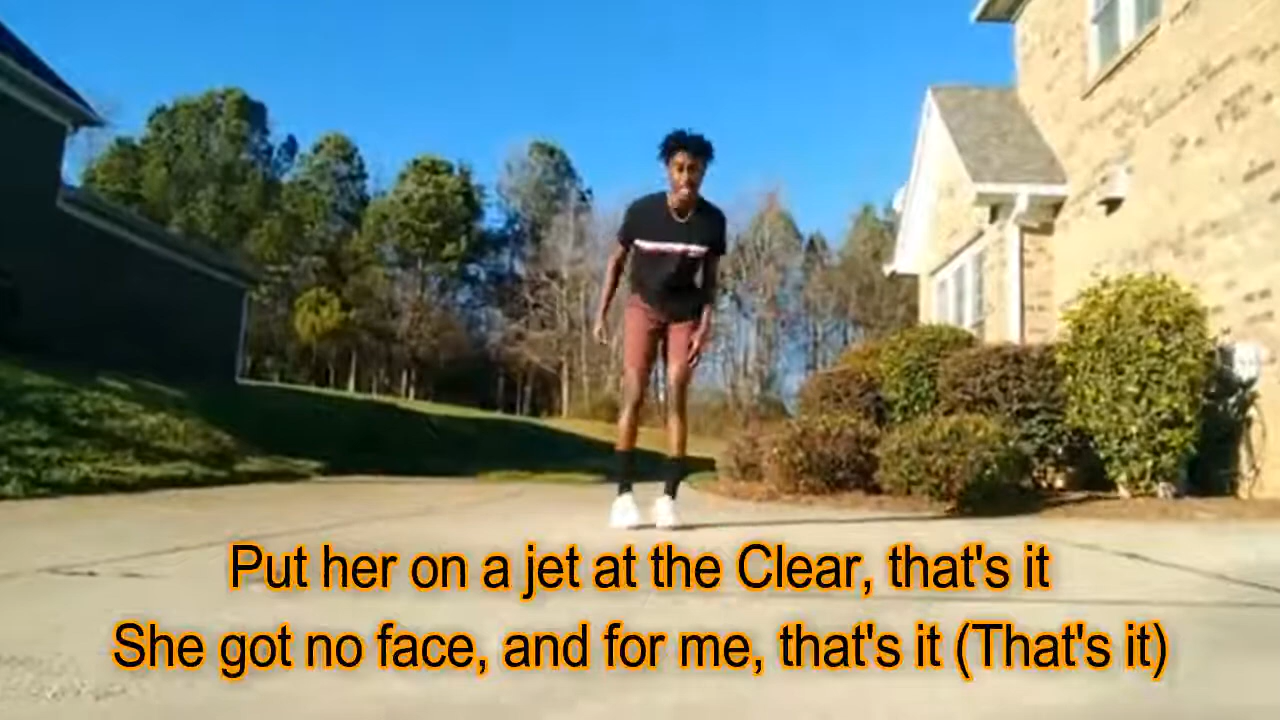 Put her on a jet at the Clear, that's it
She got no face, and for me, that's it (That's it)